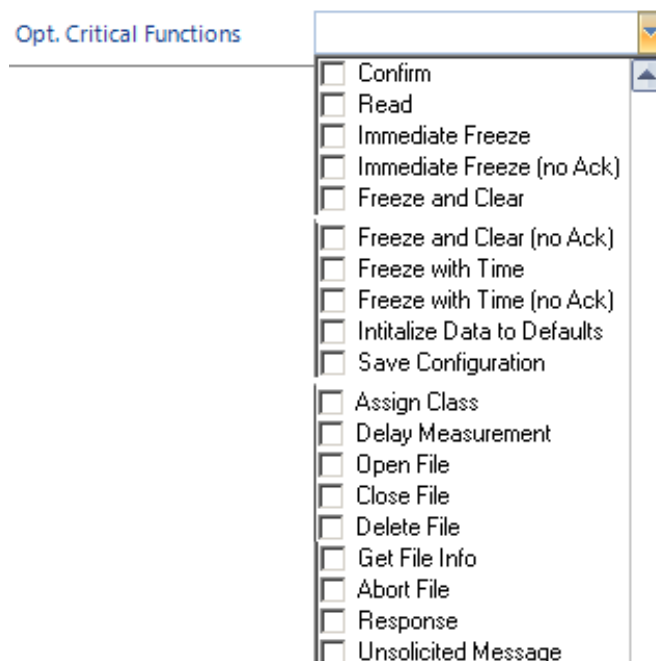 Opt. Critical Functions
Confirm
Read
Immediate Freeze
Immediate Freeze (no Ack)
Freeze and Clear
Freeze and Clear (no Ack)
Freeze with Time
Freeze with Time (no Ack)
Intitalize Data to Defaults
Save Configuration
Assign Class
Delay Measurement
Open File
Close File
Delete File
Get File Info
Abort File
Response
Unsolicited Message